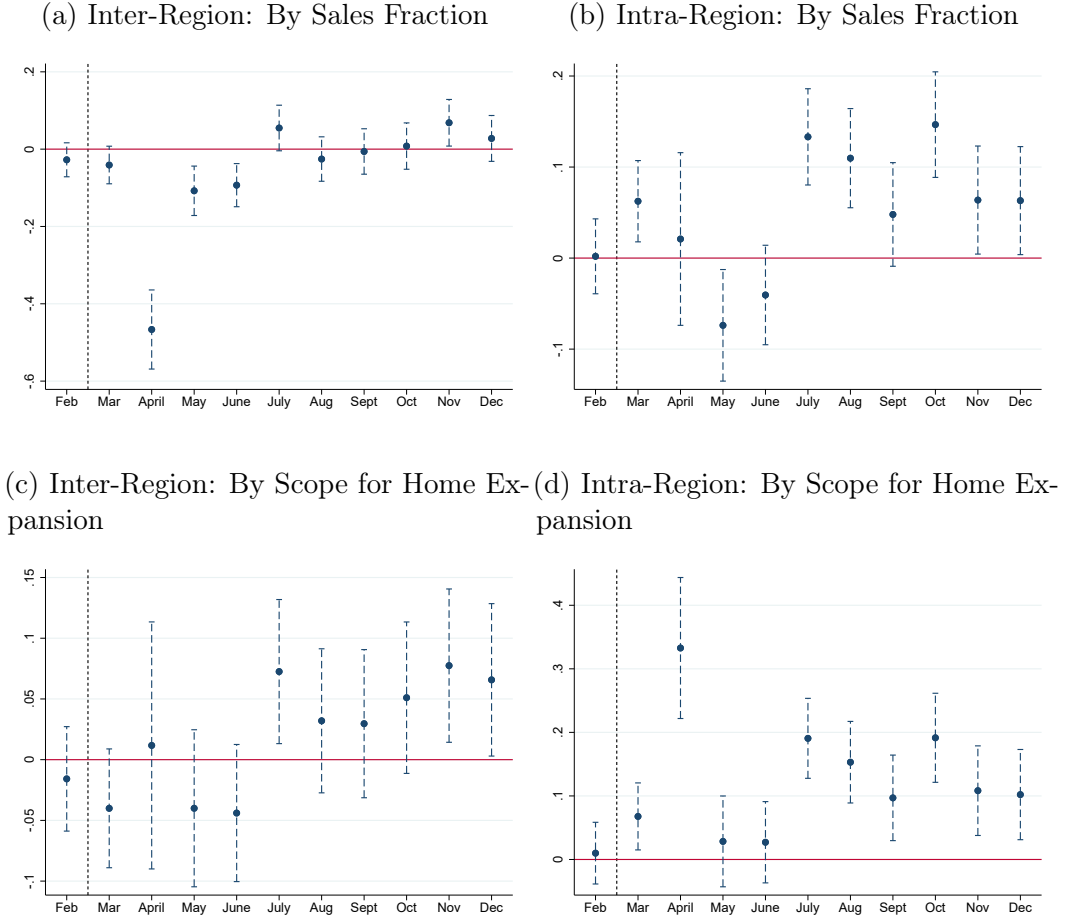 (a) Inter-Region: By Sales Fraction
(b) Intra-Region: By Sales Fraction
.2
0
-.2
-.4
-.6
Feb Mar April May June July Aug Sept Oct Nov Dec
.2
.1
0
-.1
Feb Mar April May June July Aug Sept Oct Nov Dec
(c) Inter-Region: By Scope for Home Ex-
pansion
(d) Intra-Region: By Scope for Home Ex-
pansion
.15
.1
.05
0
-.05
-.1
Feb Mar April May June July Aug Sept Oct Nov Dec
.4
.3
.2
.1
0
Feb Mar April May June July Aug Sept Oct Nov Dec